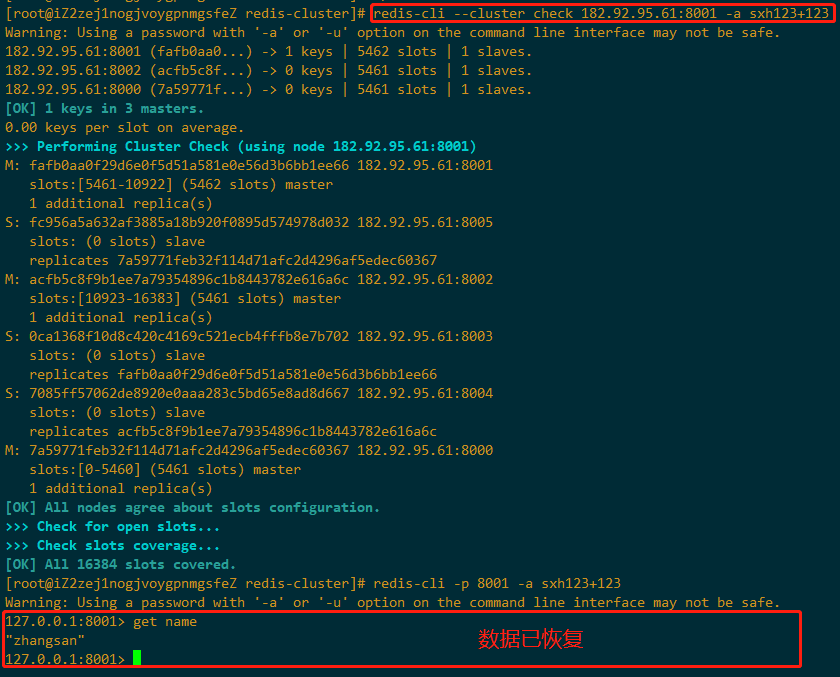 [root@iZ2zej1nogjvoygpnmgsfeZ redis-cluster]# redis-cli --cluster check 182.92.95.61:8001 -a sxh123+123
Warning: Using a password with '-a' or '-u' option on the command line interface may not be safe.
182.92.95.61:8001 (fafb0aa0...) -> 1 keys | 5462 slots | 1 slaves.
182.92.95.61:8002 (acfb5c8f...) -> 0 keys | 5461 slots | 1 slaves.
182.92.95.61:8000 (7a59771f...) -> 0 keys | 5461 slots | 1 slaves.
[OK] 1 keys in 3 masters.
0.00 keys per slot on average.
>>> Performing Cluster Check (using node 182.92.95.61:8001)
M: fafb0aa0f29d6e0f5d51a581e0e56d3b6bb1ee66 182.92.95.61:8001
slots:[5461-10922] (5462 slots) master
1 additional replica(s)
S: fc956a5a632af3885a18b920f0895d574978d032 182.92.95.61:8005
slots: (0 slots) slave
replicates 7a59771feb32f114d71afc2d4296af5edec60367
M: acfb5c8f9b1ee7a79354896c1b8443782e616a6c 182.92.95.61:8002
slots:[10923-16383] (5461 slots) master
1 additional replica(s)
S: 0ca1368f10d8c420c4169c521ecb4fffb8e7b702 182.92.95.61:8003
slots: (0 slots) slave
replicates fafb0aa0f29d6e0f5d51a581e0e56d3b6bb1ee66
S: 7085ff57062de8920e0aaa283c5bd65e8ad8d667 182.92.95.61:8004
slots: (0 slots) slave
replicates acfb5c8f9b1ee7a79354896c1b8443782e616a6c
M: 7a59771feb32f114d71afc2d4296af5edec60367 182.92.95.61:8000
slots:[0-5460] (5461 slots) master
1 additional replica(s)
[OK] All nodes agree about slots configuration.
>>> Check for open slots...
>>> Check slots coverage...
[OK] All 16384 slots covered.
[root@iZ2zej1nogjvoygpnmgsfeZ redis-cluster]# redis-cli -p 8001 -a sxh123+123
Warning: Using a password with '-a' or '-u' option on the command line interface may not be safe.
127.0.0.1:8001> get name
"zhangsan"
数据已恢复
127.0.0.1:8001>